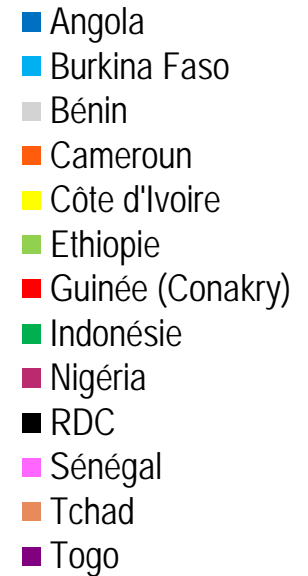 Angola
Burkina Faso
Bénin
Cameroun
Côte d'Ivoire
Ethiopie
Guinée (Conakry)
Indonésie
Nigéria
RDC
Sénégal
Tchad
Togo